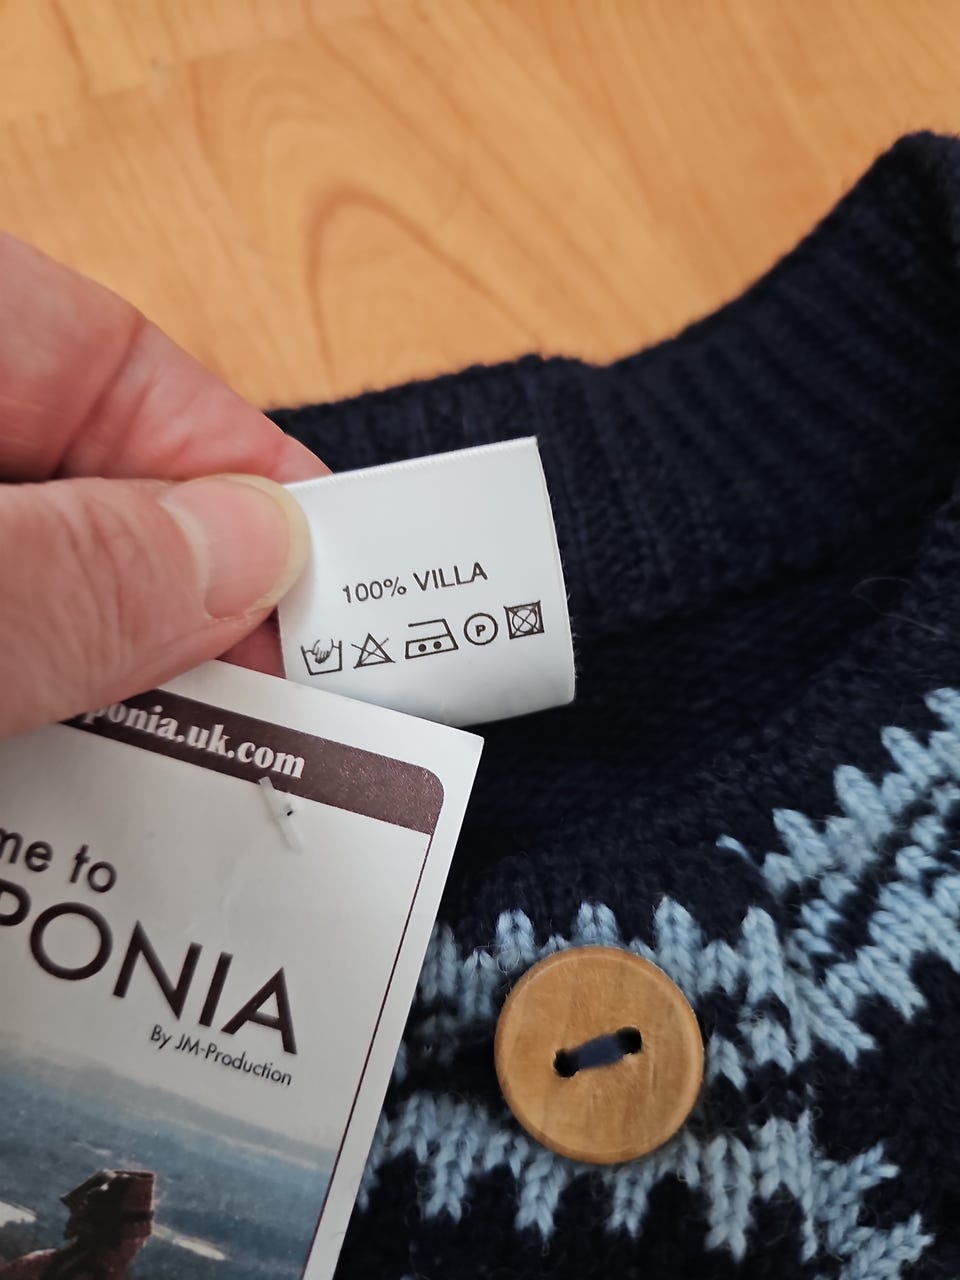 100% VILLA
P
ponia.uk.com
me to
PONIA
By JM-Production